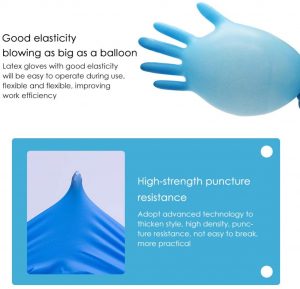 Good elasticity
blowing as big as a balloon
Latex gloves with good elasticity
will be easy to operate during use,
flexible and flexible, improving
work efficiency
High-strength puncture
resistance
Adopt advanced technology to
thicken style, high density, punc-
ture resistance, not easy to break,
more practical